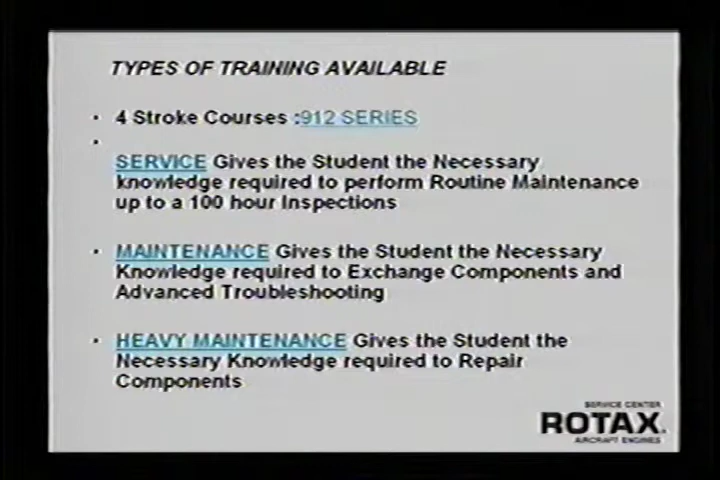 TYPES OF TRAINING AVAILABLE
• 4 Stroke Courses :912 SERIES
•
SERVICE Gives the Student the Necessary
knowledge required to perform Routine Maintenance
up to a 100 hour Inspections
• MAINTENANCE Gives the Student the Necessary
Knowledge required to Exchange Components and
Advanced Troubleshooting
• HEAVY MAINTENANCE Gives the Student the
Necessary Knowledge required to Repair
Components
SERVICE CENTER
ROTAX.
AIRCRAFT ENGINES